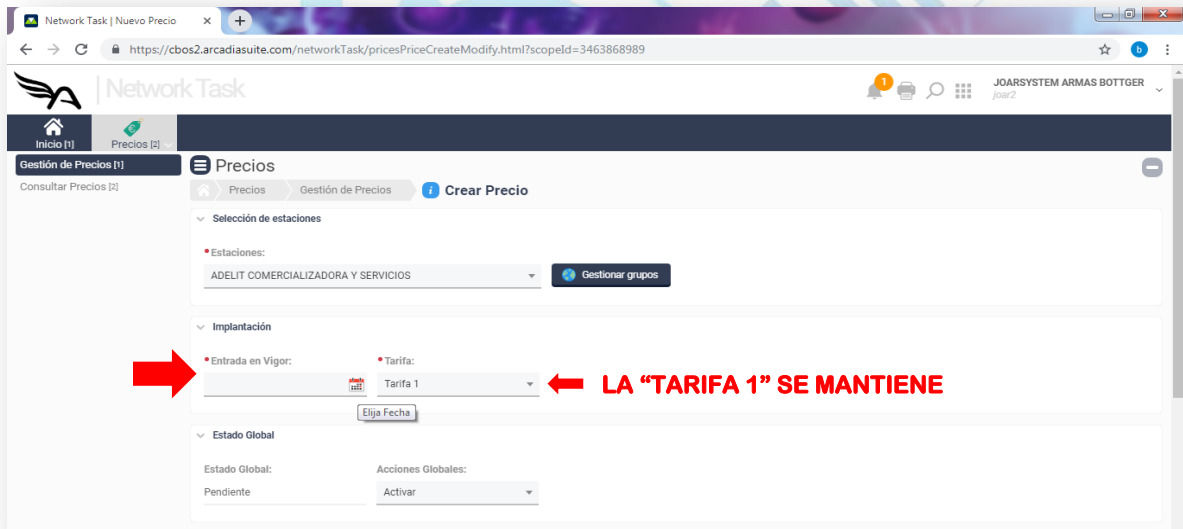 Network Task | Nuevo Precio
https://cbos2.arcadiasuite.com/networkTask/pricesPriceCreateModify.html?scopeId=3463868989
b
| Network Task
1
JOARSYSTEM ARMAS BOTTGER
joar2
Inicio [1]
Precios [2]
Gestión de Precios [1]
Consultar Precios [2]
Precios
Precios
Gestión de Precios
i
Crear Precio
Selección de estaciones
•Estaciones:
ADELIT COMERCIALIZADORA Y SERVICIOS
Gestionar grupos
Implantación
•Entrada en Vigor:
•Tarifa:
Tarifa 1
LA “TARIFA 1” SE MANTIENE
Elija Fecha
Estado Global
Estado Global:
Acciones Globales:
Pendiente
Activar